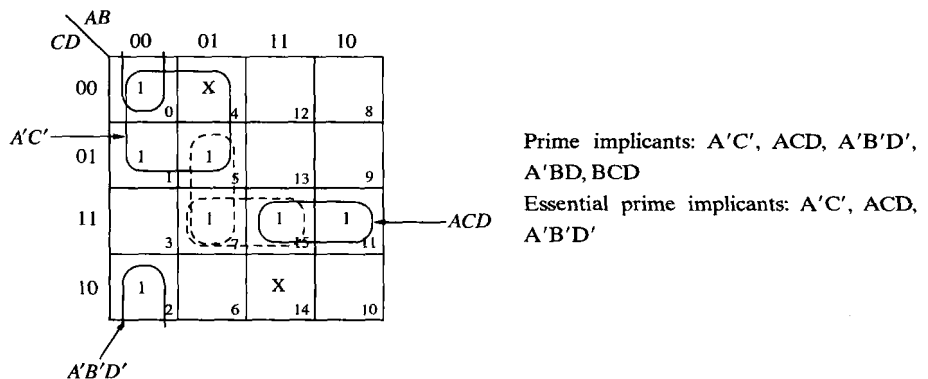 AB
CD 00 01 11 10
00 1 X
0 4 12 8
A'C'
01 1 1
1 5 13 9
11 1 1 1 ACD
3 7 15 11
10 1 X
2 6 14 10
A'B'D'
Prime implicants: A'C', ACD, A'B'D',
A'BD, BCD
Essential prime implicants: A'C', ACD,
A'B'D'